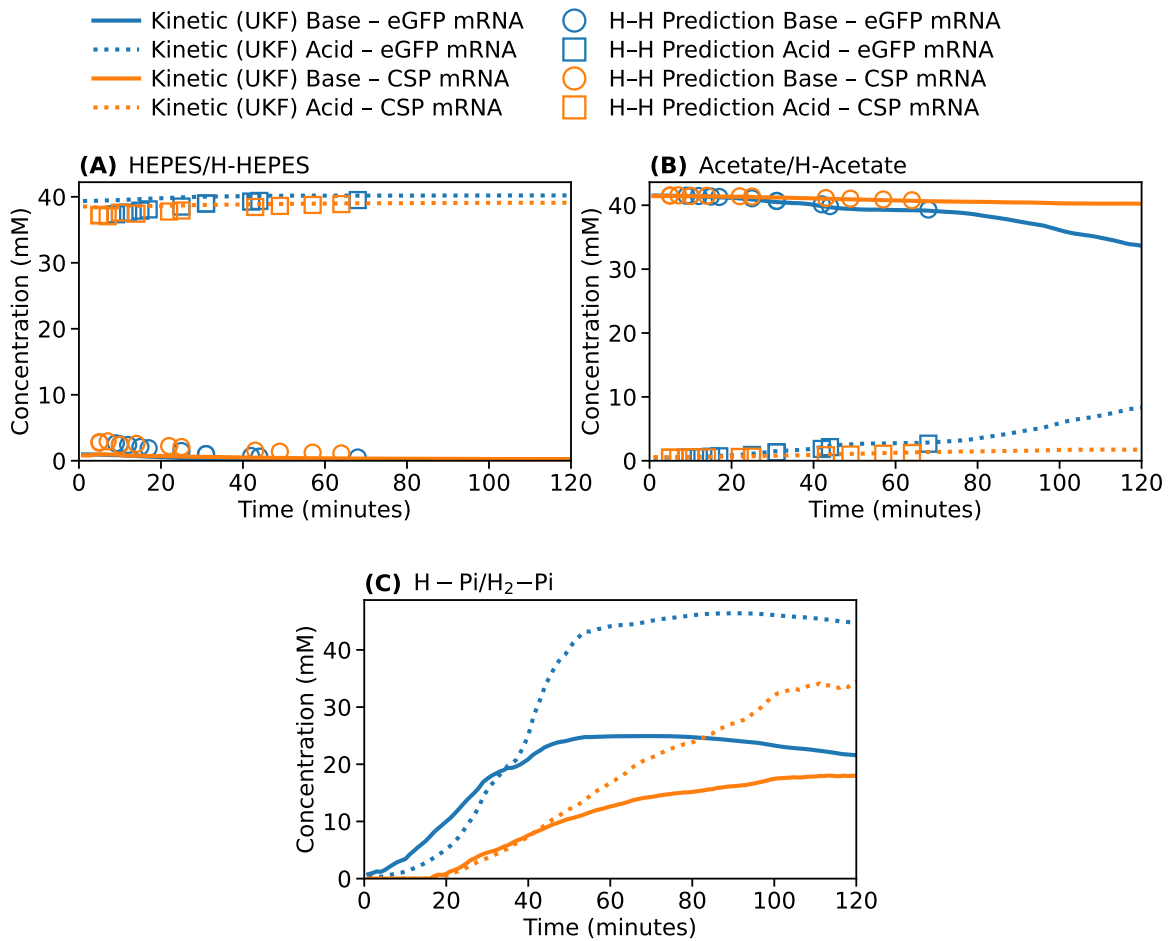 Kinetic (UKF) Base – eGFP mRNA
Kinetic (UKF) Acid – eGFP mRNA
Kinetic (UKF) Base – CSP mRNA
Kinetic (UKF) Acid – CSP mRNA
H–H Prediction Base – eGFP mRNA
H–H Prediction Acid – eGFP mRNA
H–H Prediction Base – CSP mRNA
H–H Prediction Acid – CSP mRNA
(A) HEPES/H-HEPES
Concentration (mM)
40
30
20
10
0
0 20 40 60 80 100 120
Time (minutes)
(B) Acetate/H-Acetate
Concentration (mM)
40
30
20
10
0
0 20 40 60 80 100 120
Time (minutes)
(C) H − Pi/H₂−Pi
Concentration (mM)
40
30
20
10
0
0 20 40 60 80 100 120
Time (minutes)